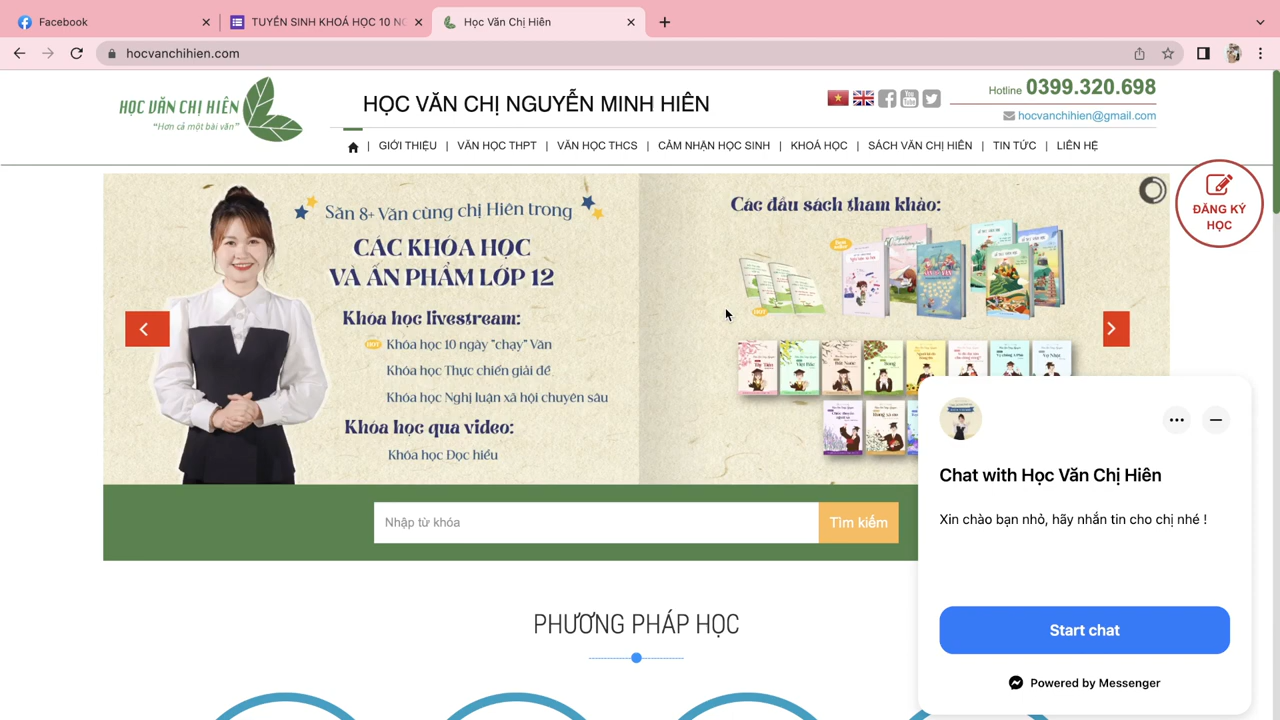 Facebook
TUYỂN SINH KHOÁ HỌC 10 NG
Học Văn Chị Hiên
hocvanchihien.com
HỌC VĂN CHỊ HIÊN
"Hơn cả một bài văn"
HỌC VĂN CHỊ NGUYỄN MINH HIÊN
Hotline 0399.320.698
hocvanchihien@gmail.com
GIỚI THIỆU | VĂN HỌC THPT | VĂN HỌC THCS | CẢM NHẬN HỌC SINH | KHOÁ HỌC | SÁCH VĂN CHỊ HIÊN | TIN TỨC | LIÊN HỆ
ĐĂNG KÝ
HỌC
Săn 8+ Văn cùng chị Hiên trong
CÁC KHÓA HỌC
VÀ ẤN PHẨM LỚP 12
Khóa học livestream:
HOT Khóa học 10 ngày "chạy" Văn
Khóa học Thực chiến giải đề
Khóa học Nghị luận xã hội chuyên sâu
Khóa học qua video:
Khóa học Đọc hiểu
Các đầu sách tham khảo:
HOT
Nhập từ khóa
Tìm kiếm
Chat with Học Văn Chị Hiên
Xin chào bạn nhỏ, hãy nhắn tin cho chị nhé !
Start chat
Powered by Messenger
PHƯƠNG PHÁP HỌC